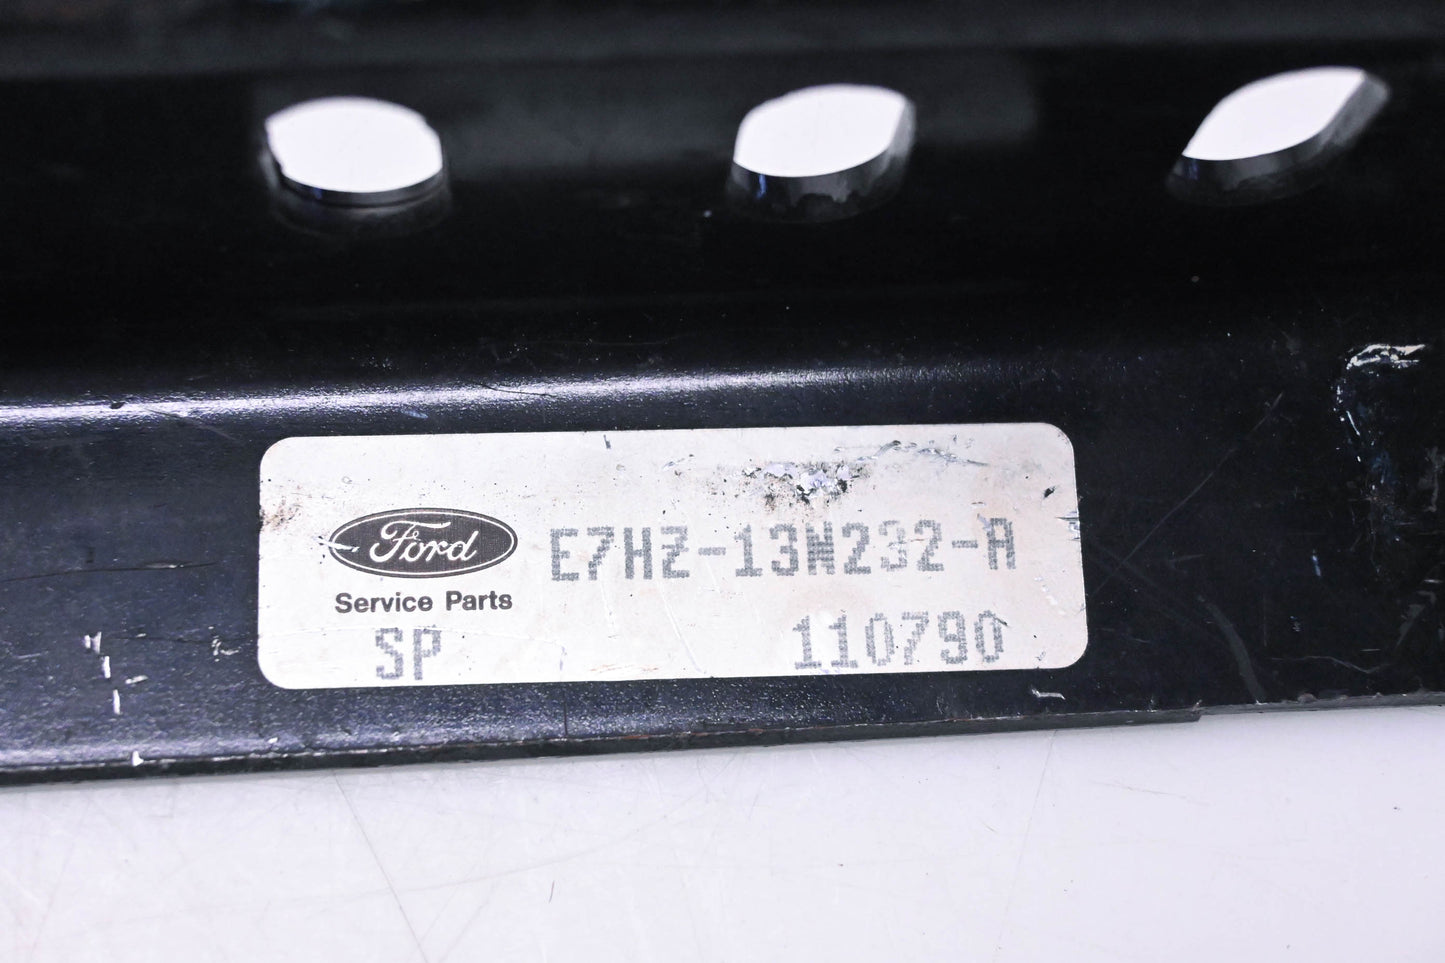 Ford
E7HZ-13N232-A
Service Parts
SP 110790